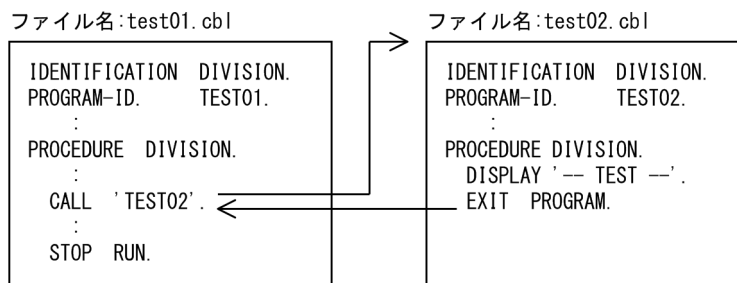 ファイル名:test01.cbl
IDENTIFICATION DIVISION.
PROGRAM-ID. TEST01.
:
PROCEDURE DIVISION.
:
CALL 'TEST02'.
:
STOP RUN.
ファイル名:test02.cbl
IDENTIFICATION DIVISION.
PROGRAM-ID. TEST02.
:
PROCEDURE DIVISION.
DISPLAY '-- TEST --'.
EXIT PROGRAM.